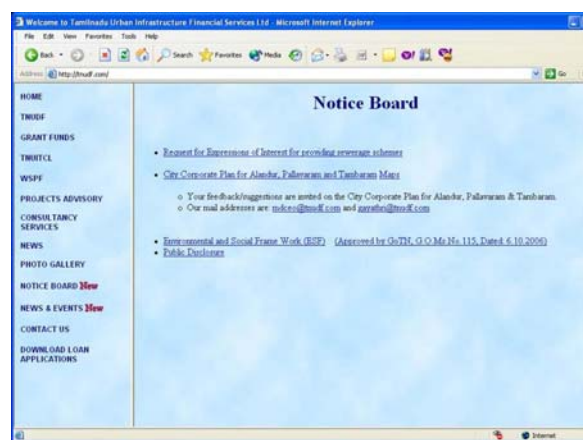 Welcome to Tamilnadu Urban Infrastructure Financial Services Ltd - Microsoft Internet Explorer
File Edit View Favorites Tools Help
Back Search Favorites Media
Address http://tnudf.com/ Go
HOME
TNUDF
GRANT FUNDS
TNUITCL
WSPF
PROJECTS ADVISORY
CONSULTANCY
SERVICES
NEWS
PHOTO GALLERY
NOTICE BOARD New
NEWS & EVENTS New
CONTACT US
DOWNLOAD LOAN
APPLICATIONS
Notice Board
Request for Expressions of Interest for providing sewerage schemes
City Corporate Plan for Alandur, Pallavaram and Tambaram Maps
Your feedback/suggestions are invited on the City Corporate Plan for Alandur, Pallavaram & Tambaram.
Our mail addresses are: mdceo@tnudf.com and gayathri@tnudf.com
Environmental and Social Frame Work (ESF) (Approved by GoTN, G.O.Ms.No.115, Dated. 6.10.2006)
Public Disclosure
Internet